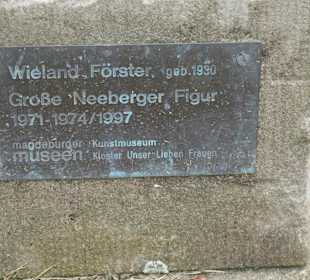 Wieland Förster, geb.1930
Große Neeberger Figur
1971-1974/1997
magdeburger Kunstmuseum
museen Kloster Unser Lieben Frauen